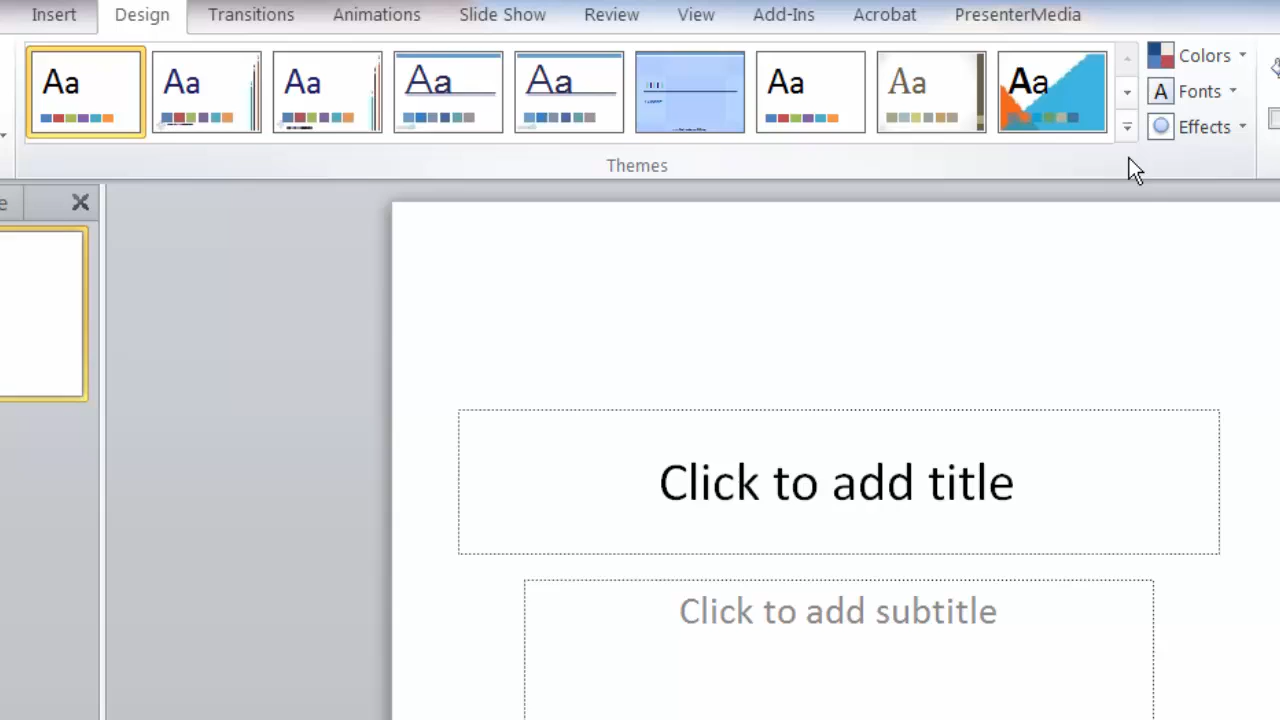 Insert Design Transitions Animations Slide Show Review View Add-Ins Acrobat PresenterMedia
Aa Aa Aa Aa Aa Aa Aa Aa
Colors
Fonts
Effects
Themes
e
Click to add title
Click to add subtitle